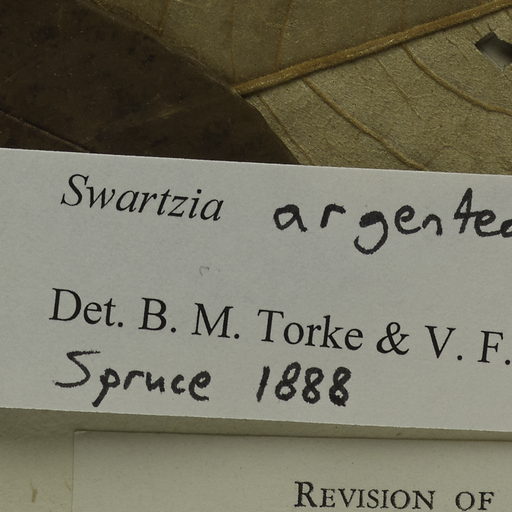 Swartzia argentea
Det. B. M. Torke & V. F.
Spruce 1888
REVISION OF